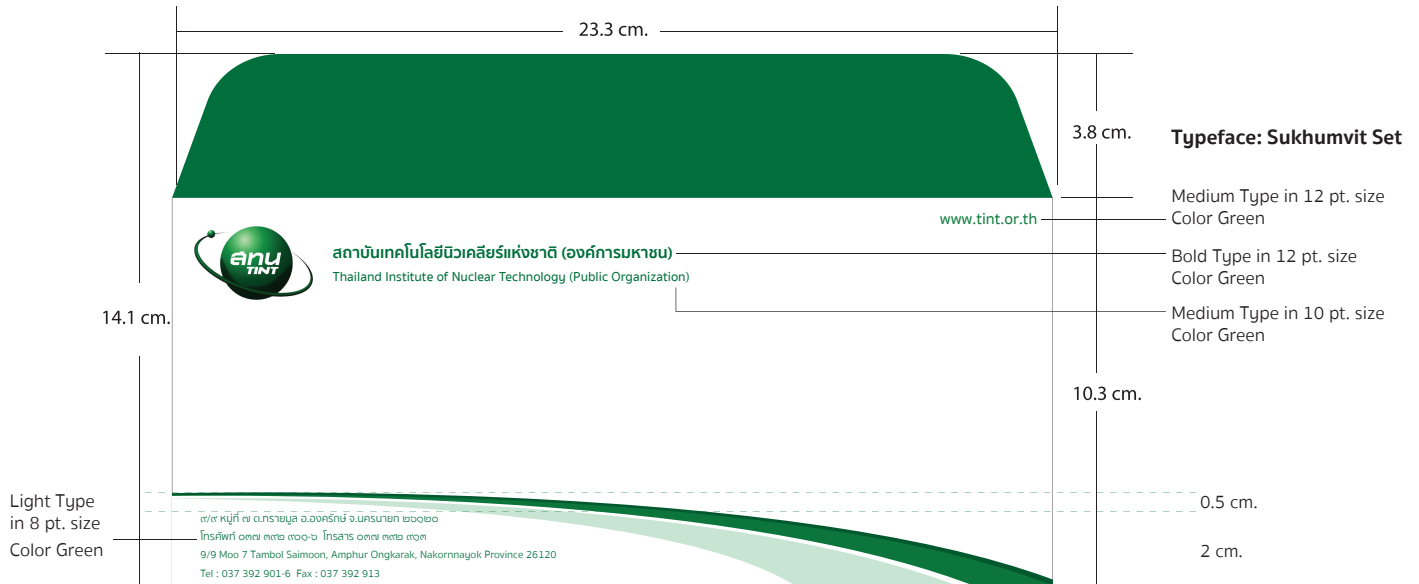 23.3 cm.
3.8 cm.
Typeface: Sukhumvit Set
Medium Type in 12 pt. size
Color Green
www.tint.or.th
สทน
TINT
สถาบันเทคโนโลยีนิวเคลียร์แห่งชาติ (องค์การมหาชน)
Bold Type in 12 pt. size
Color Green
Thailand Institute of Nuclear Technology (Public Organization)
14.1 cm.
Medium Type in 10 pt. size
Color Green
10.3 cm.
Light Type
in 8 pt. size
Color Green
0.5 cm.
๙/๙ หมู่ที่ ๗ ต.ทรายมูล อ.องครักษ์ จ.นครนายก ๒๖๑๒๐
โทรศัพท์ ๐๓๗ ๓๙๒ ๙๐๑-๖ โทรสาร ๐๓๗ ๓๙๒ ๙๑๓
9/9 Moo 7 Tambol Saimoon, Amphur Ongkarak, Nakornnayok Province 26120
2 cm.
Tel : 037 392 901-6 Fax : 037 392 913